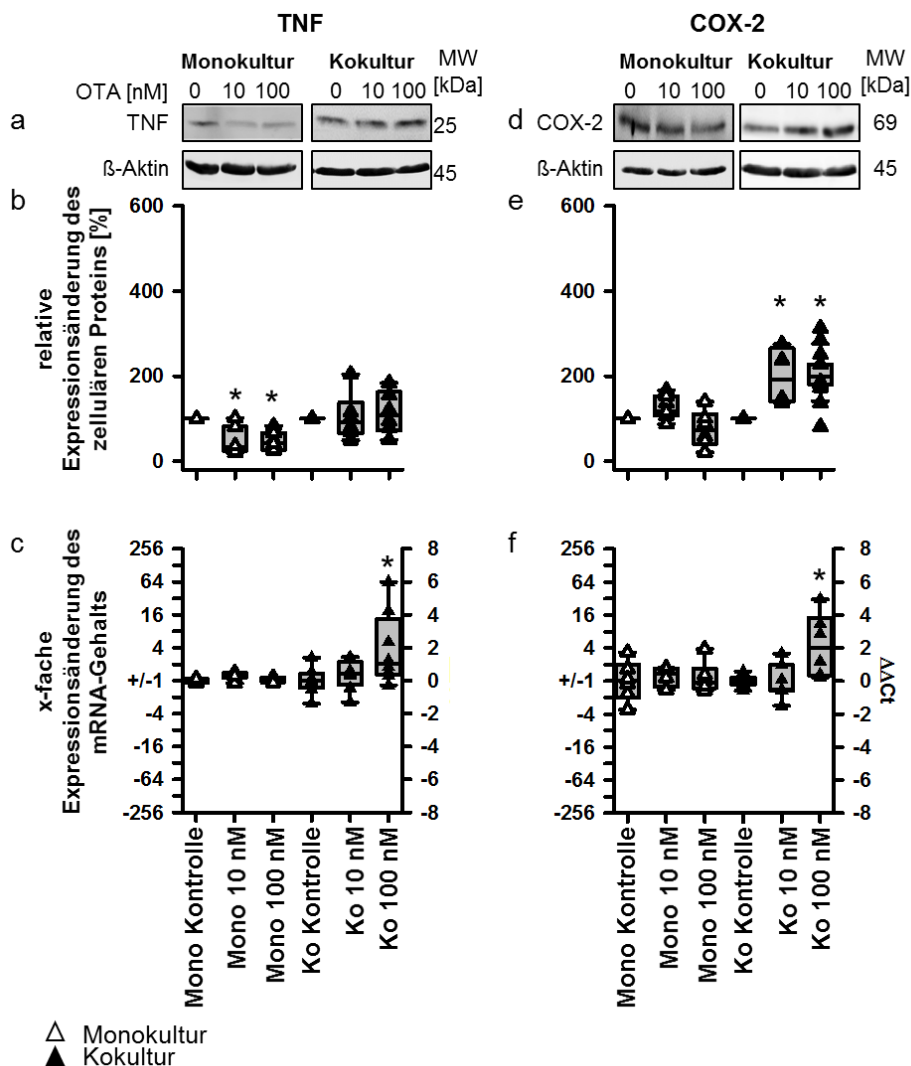 TNF
COX-2
Monokultur Kokultur MW
[kDa]
OTA [nM] 0 10 100 0 10 100
a TNF 25
ß-Aktin 45
Monokultur Kokultur MW
[kDa]
0 10 100 0 10 100
d COX-2 69
ß-Aktin 45
b
relative
Expressionsänderung des
zellulären Proteins [%]
600
400
200
0
* *
e
600
400
200
0
* *
c
x-fache
Expressionsänderung des
mRNA-Gehalts
256
64
16
4
+/-1
-4
-16
-64
-256
*
8
6
4
2
0
-2
-4
-6
-8
Mono Kontrolle
Mono 10 nM
Mono 100 nM
Ko Kontrolle
Ko 10 nM
Ko 100 nM
f
256
64
16
4
+/-1
-4
-16
-64
-256
*
8
6
4
2
0
-2
-4
-6
-8
ΔΔCt
Mono Kontrolle
Mono 10 nM
Mono 100 nM
Ko Kontrolle
Ko 10 nM
Ko 100 nM
Monokultur
Kokultur